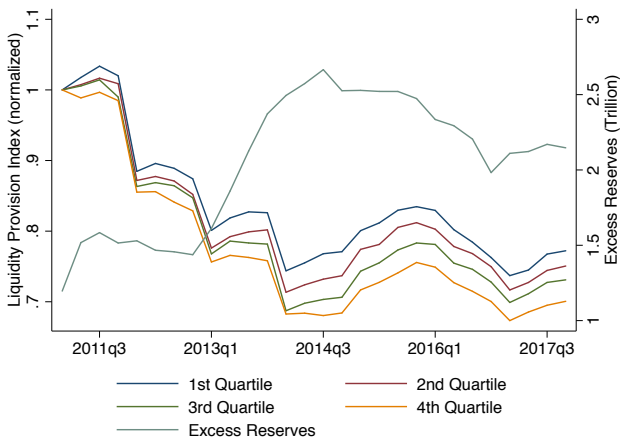 Liquidity Provision Index (normalized)
1.1
1
.9
.8
.7
3
2.5
2
1.5
1
Excess Reserves (Trillion)
2011q3 2013q1 2014q3 2016q1 2017q3
1st Quartile 2nd Quartile
3rd Quartile 4th Quartile
Excess Reserves